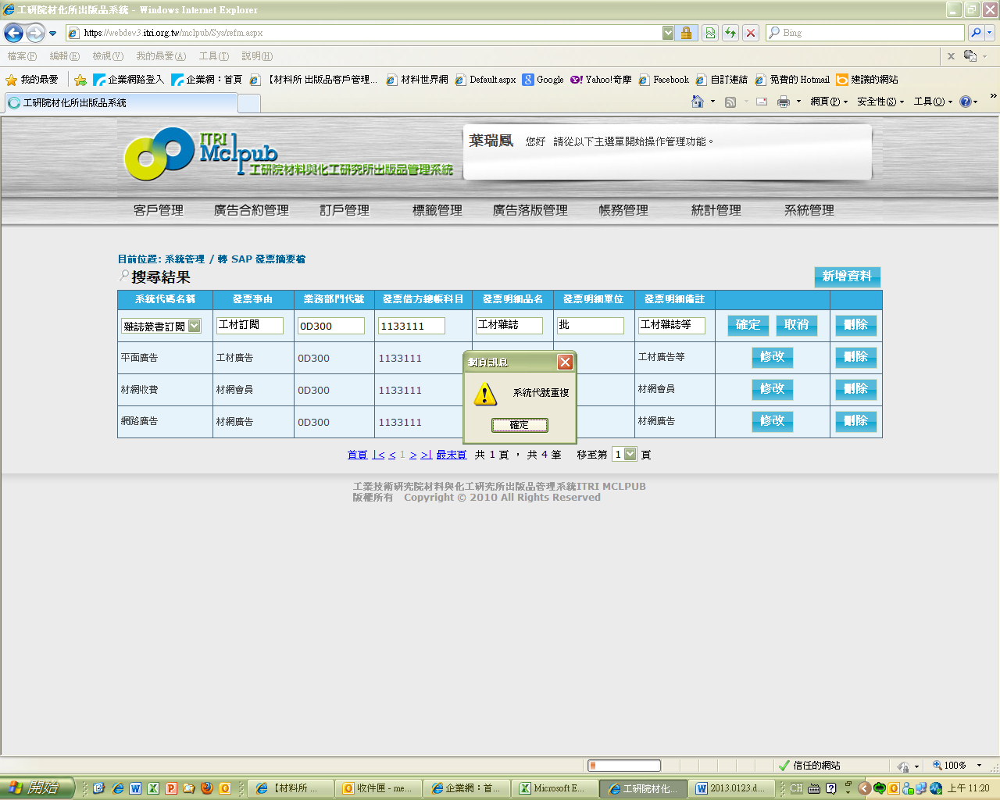 工研院材化所出版品系統 - Windows Internet Explorer
https://webdev3.itri.org.tw/mclpub/Sys/refm.aspx
Bing
檔案(F) 編輯(E) 檢視(V) 我的最愛(A) 工具(T) 說明(H)
我的最愛 企業網路登入 企業網：首頁 【材料所 出版品客戶管理... 材料世界網 Default.aspx Google Yahoo!奇摩 Facebook 自訂連結 免費的 Hotmail 建議的網站
工研院材化所出版品系統
網頁(P) 安全性(S) 工具(O)
ITRI
Mclpub
工研院材料與化工研究所出版品管理系統
葉瑞鳳 您好 請從以下主選單開始操作管理功能。
客戶管理 廣告合約管理 訂戶管理 標籤管理 廣告落版管理 帳務管理 統計管理 系統管理
目前位置: 系統管理 / 轉 SAP 發票摘要檔
搜尋結果
新增資料
系統代碼名稱 發票事由 業務部門代號 發票借方總帳科目 發票明細品名 發票明細單位 發票明細備註
雜誌叢書訂閱 工材訂閱 0D300 1133111 工材雜誌 批 工材雜誌等 確定 取消 刪除
平面廣告 工材廣告 0D300 1133111 工材廣告等 修改 刪除
材網收費 材網會員 0D300 1133111 材網會員 修改 刪除
網路廣告 材網廣告 0D300 1133111 材網廣告 修改 刪除
網頁訊息
系統代號重複
確定
首頁 |< < 1 > >| 最末頁 共 1 頁， 共 4 筆 移至第 1 頁
工業技術研究院材料與化工研究所出版品管理系統ITRI MCLPUB
版權所有 Copyright © 2010 All Rights Reserved
信任的網站 100%
開始 【材料所 ... 收件匣 - me... 企業網：首... Microsoft E... 工研院材化... 2013.0123.d... CH 上午 11:20